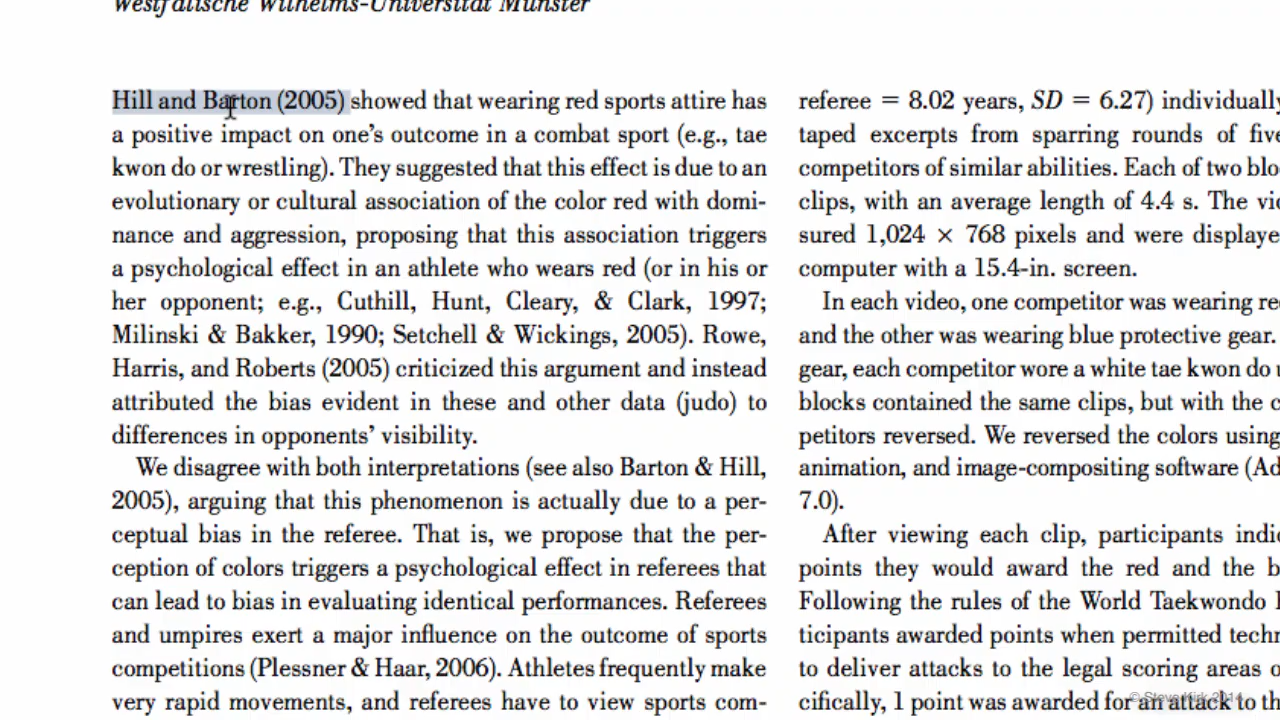 Westfälische Wilhelms-Universität Münster
Hill and Barton (2005) showed that wearing red sports attire has
a positive impact on one's outcome in a combat sport (e.g., tae
kwon do or wrestling). They suggested that this effect is due to an
evolutionary or cultural association of the color red with domi-
nance and aggression, proposing that this association triggers
a psychological effect in an athlete who wears red (or in his or
her opponent; e.g., Cuthill, Hunt, Cleary, & Clark, 1997;
Milinski & Bakker, 1990; Setchell & Wickings, 2005). Rowe,
Harris, and Roberts (2005) criticized this argument and instead
attributed the bias evident in these and other data (judo) to
differences in opponents' visibility.
We disagree with both interpretations (see also Barton & Hill,
2005), arguing that this phenomenon is actually due to a per-
ceptual bias in the referee. That is, we propose that the per-
ception of colors triggers a psychological effect in referees that
can lead to bias in evaluating identical performances. Referees
and umpires exert a major influence on the outcome of sports
competitions (Plessner & Haar, 2006). Athletes frequently make
very rapid movements, and referees have to view sports com-
referee = 8.02 years, SD = 6.27) individually
taped excerpts from sparring rounds of five
competitors of similar abilities. Each of two blo
clips, with an average length of 4.4 s. The vid
sured 1,024 × 768 pixels and were displaye
computer with a 15.4-in. screen.
In each video, one competitor was wearing re
and the other was wearing blue protective gear.
gear, each competitor wore a white tae kwon do u
blocks contained the same clips, but with the c
petitors reversed. We reversed the colors using
animation, and image-compositing software (Ad
7.0).
After viewing each clip, participants indic
points they would award the red and the b
Following the rules of the World Taekwondo
ticipants awarded points when permitted techn
to deliver attacks to the legal scoring areas o
cifically, 1 point was awarded for an attack to th
© Steve Kirk 2014